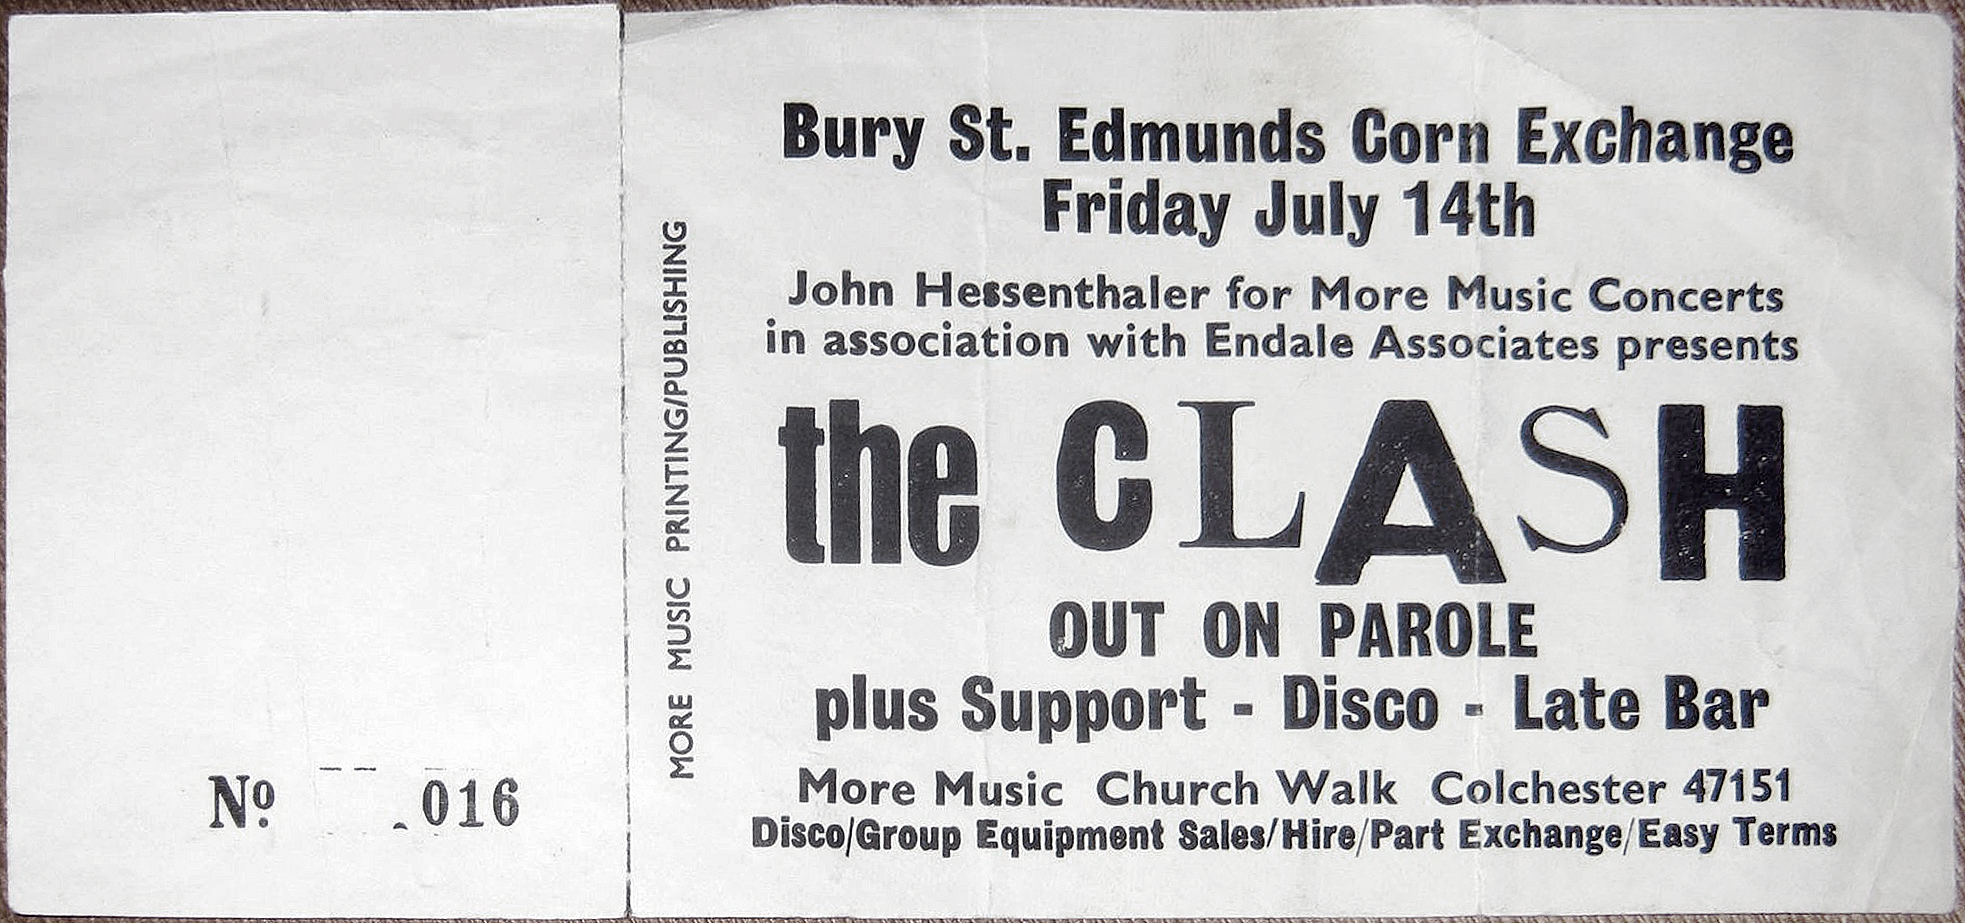 Bury St. Edmunds Corn Exchange
Friday July 14th
John Hessenthaler for More Music Concerts
in association with Endale Associates presents
the CLASH
OUT ON PAROLE
plus Support - Disco - Late Bar
More Music Church Walk Colchester 47151
Disco/Group Equipment Sales/Hire/Part Exchange/Easy Terms
MORE MUSIC PRINTING/PUBLISHING
Nº 016